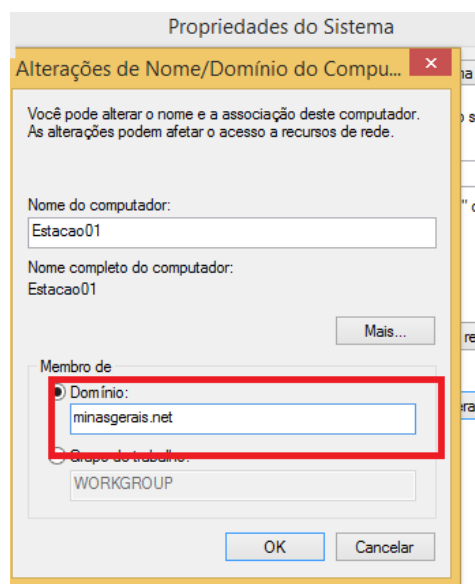 Propriedades do Sistema
Alterações de Nome/Domínio do Compu...
Você pode alterar o nome e a associação deste computador.
As alterações podem afetar o acesso a recursos de rede.
Nome do computador:
Estacao01
Nome completo do computador:
Estacao01
Mais...
Membro de
Domínio:
minasgerais.net
Grupo de trabalho:
WORKGROUP
OK
Cancelar